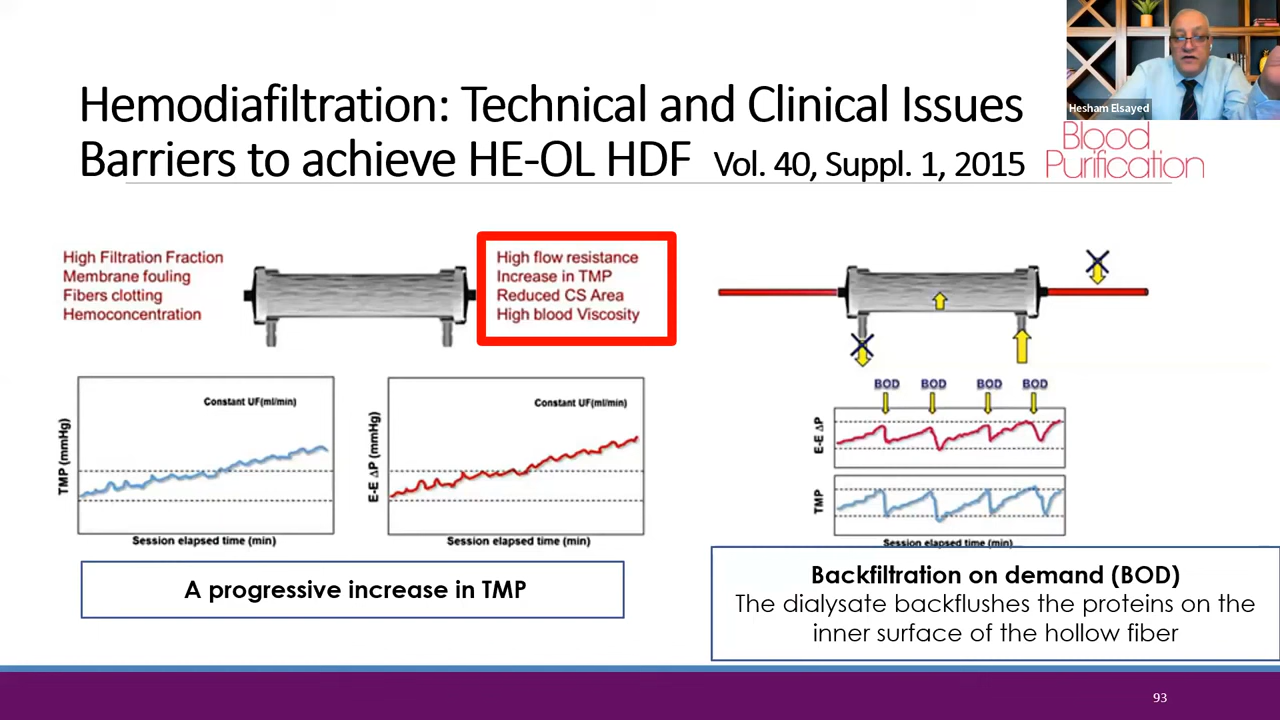 Hesham Elsayed
Hemodiafiltration: Technical and Clinical Issues
Barriers to achieve HE-OL HDF Vol. 40, Suppl. 1, 2015
Blood
Purification
High Filtration Fraction
Membrane fouling
Fibers clotting
Hemoconcentration
High flow resistance
Increase in TMP
Reduced CS Area
High blood Viscosity
Constant UF(ml/min)
TMP (mmHg)
Session elapsed time (min)
Constant UF(ml/min)
E-E ΔP (mmHg)
Session elapsed time (min)
A progressive increase in TMP
BOD BOD BOD BOD
E-E ΔP
TMP
Session elapsed time (min)
Backfiltration on demand (BOD)
The dialysate backflushes the proteins on the
inner surface of the hollow fiber
93